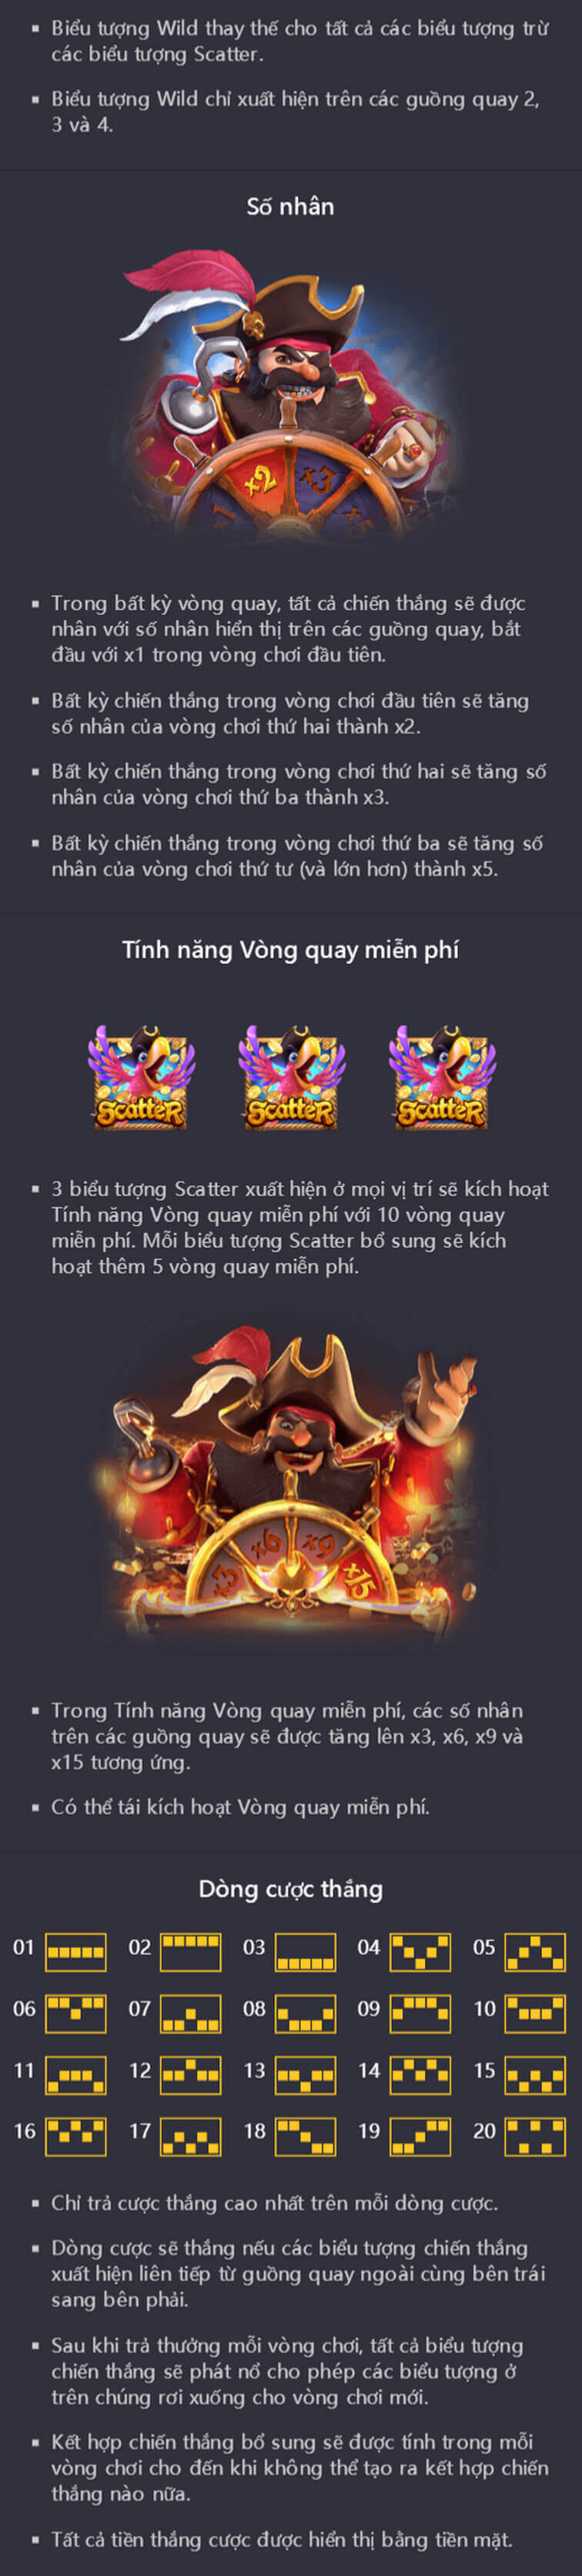 ▪ Biểu tượng Wild thay thế cho tất cả các biểu tượng trừ
các biểu tượng Scatter.
▪ Biểu tượng Wild chỉ xuất hiện trên các guồng quay 2,
3 và 4.
Số nhân
x2 x3
x5
▪ Trong bất kỳ vòng quay, tất cả chiến thắng sẽ được
nhân với số nhân hiển thị trên các guồng quay, bắt
đầu với x1 trong vòng chơi đầu tiên.
▪ Bất kỳ chiến thắng trong vòng chơi đầu tiên sẽ tăng
số nhân của vòng chơi thứ hai thành x2.
▪ Bất kỳ chiến thắng trong vòng chơi thứ hai sẽ tăng số
nhân của vòng chơi thứ ba thành x3.
▪ Bất kỳ chiến thắng trong vòng chơi thứ ba sẽ tăng số
nhân của vòng chơi thứ tư (và lớn hơn) thành x5.
Tính năng Vòng quay miễn phí
SCatteR SCatteR SCatteR
▪ 3 biểu tượng Scatter xuất hiện ở mọi vị trí sẽ kích hoạt
Tính năng Vòng quay miễn phí với 10 vòng quay
miễn phí. Mỗi biểu tượng Scatter bổ sung sẽ kích
hoạt thêm 5 vòng quay miễn phí.
x3 x6 x9 x15
▪ Trong Tính năng Vòng quay miễn phí, các số nhân
trên các guồng quay sẽ được tăng lên x3, x6, x9 và
x15 tương ứng.
▪ Có thể tái kích hoạt Vòng quay miễn phí.
Dòng cược thắng
01 02 03 04 05
06 07 08 09 10
11 12 13 14 15
16 17 18 19 20
▪ Chỉ trả cược thắng cao nhất trên mỗi dòng cược.
▪ Dòng cược sẽ thắng nếu các biểu tượng chiến thắng
xuất hiện liên tiếp từ guồng quay ngoài cùng bên trái
sang bên phải.
▪ Sau khi trả thưởng mỗi vòng chơi, tất cả biểu tượng
chiến thắng sẽ phát nổ cho phép các biểu tượng ở
trên chúng rơi xuống cho vòng chơi mới.
▪ Kết hợp chiến thắng bổ sung sẽ được tính trong mỗi
vòng chơi cho đến khi không thể tạo ra kết hợp chiến
thắng nào nữa.
▪ Tất cả tiền thắng cược được hiển thị bằng tiền mặt.